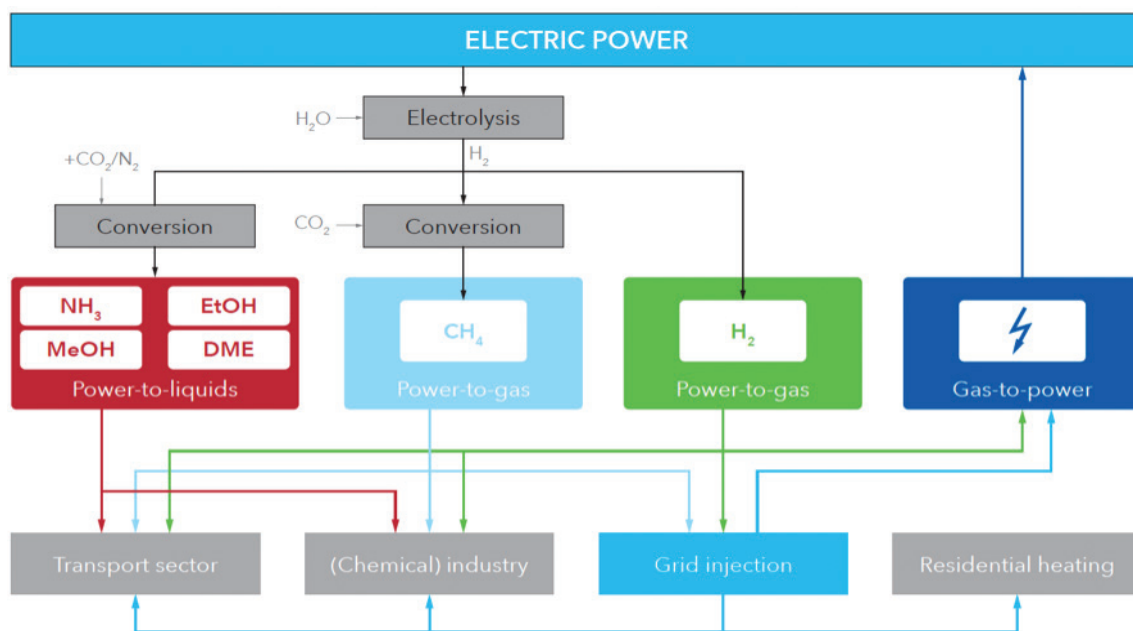 ELECTRIC POWER
H₂O
Electrolysis
H₂
+CO₂/N₂
Conversion
CO₂
Conversion
NH₃
EtOH
MeOH
DME
Power-to-liquids
CH₄
Power-to-gas
H₂
Power-to-gas
Gas-to-power
Transport sector
(Chemical) industry
Grid injection
Residential heating